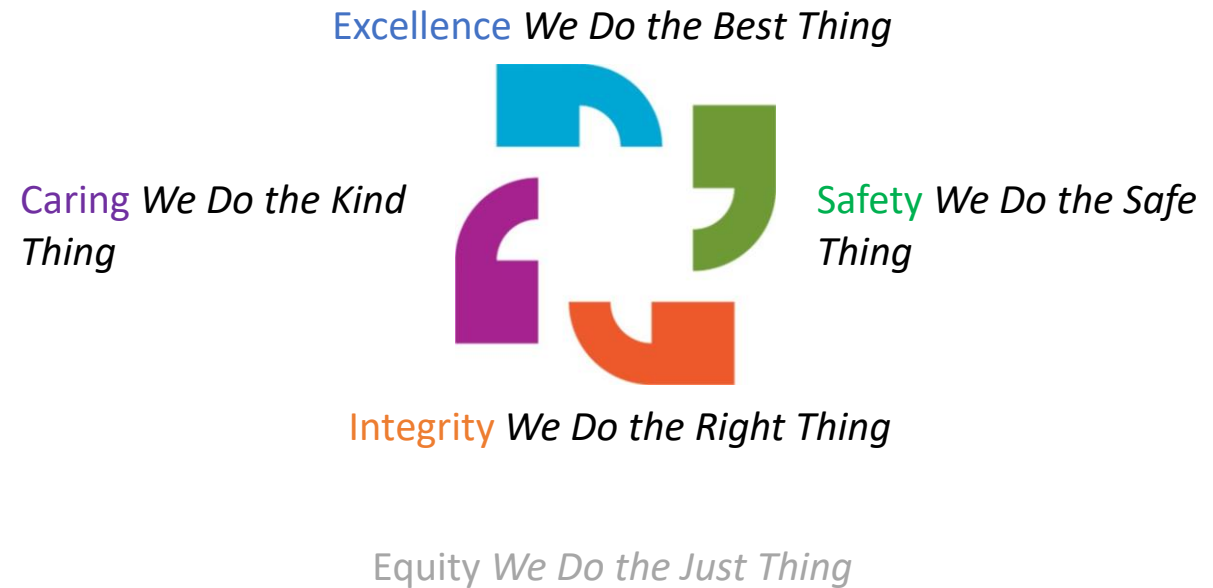 Excellence We Do the Best Thing
Caring We Do the Kind
Thing
Safety We Do the Safe
Thing
Integrity We Do the Right Thing
Equity We Do the Just Thing